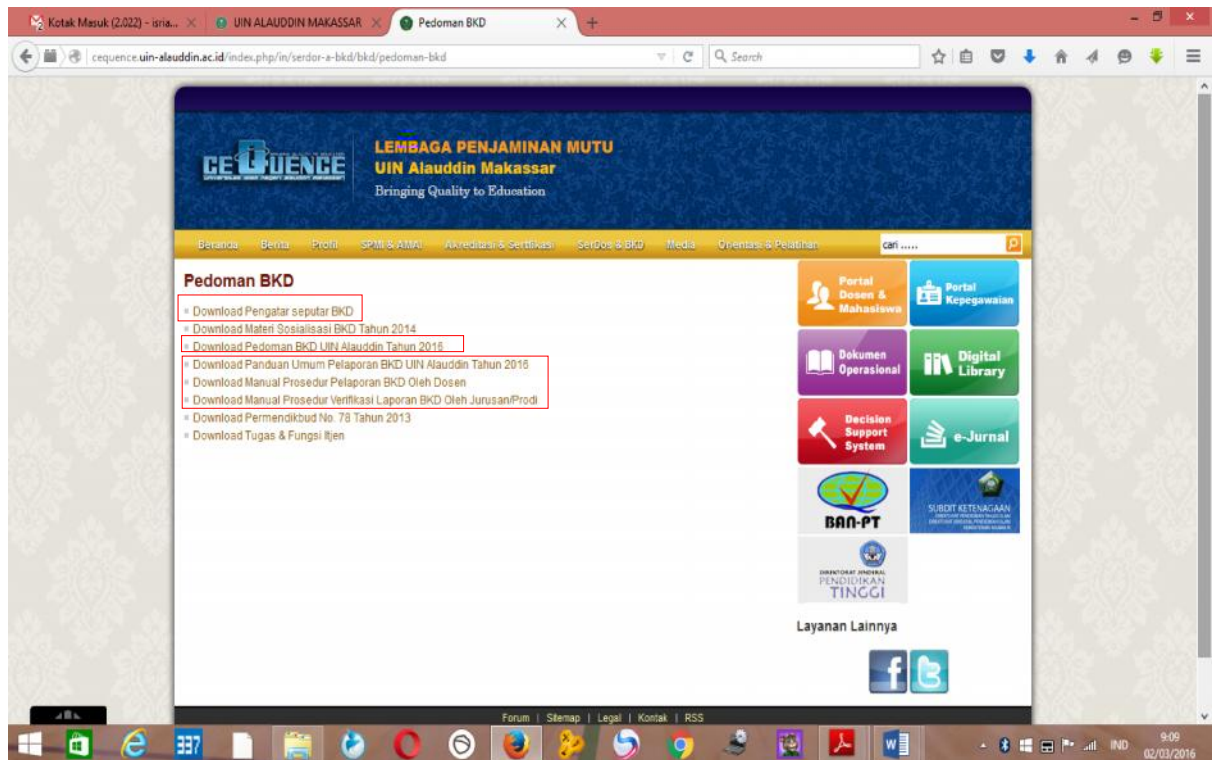 Kotak Masuk (2.022) - isria...
UIN ALAUDDIN MAKASSAR
Pedoman BKD
cequence.uin-alauddin.ac.id/index.php/in/serdor-a-bkd/bkd/pedoman-bkd
Search
CEQUENCE
LEMBAGA PENJAMINAN MUTU
UIN Alauddin Makassar
Bringing Quality to Education
Beranda Berita Profil SPMI & AMAI Akreditasi & Sertifikasi SerDos & BKD Media Orientasi & Pelatihan
cari .....
Pedoman BKD
Download Pengatar seputar BKD
Download Materi Sosialisasi BKD Tahun 2014
Download Pedoman BKD UIN Alauddin Tahun 2016
Download Panduan Umum Pelaporan BKD UIN Alauddin Tahun 2016
Download Manual Prosedur Pelaporan BKD Oleh Dosen
Download Manual Prosedur Verifikasi Laporan BKD Oleh Jurusan/Prodi
Download Permendikbud No. 78 Tahun 2013
Download Tugas & Fungsi Itjen
Portal
Dosen &
Mahasiswa
Portal
Kepegawaian
Dokumen
Operasional
Digital
Library
Decision
Support
System
e-Jurnal
BAN-PT
SUBDIT KETENAGAAN
DIREKTORAT JENDERAL
PENDIDIKAN
TINGGI
Layanan Lainnya
Forum | Sitemap | Legal | Kontak | RSS
337
IND
9:09
02/03/2016